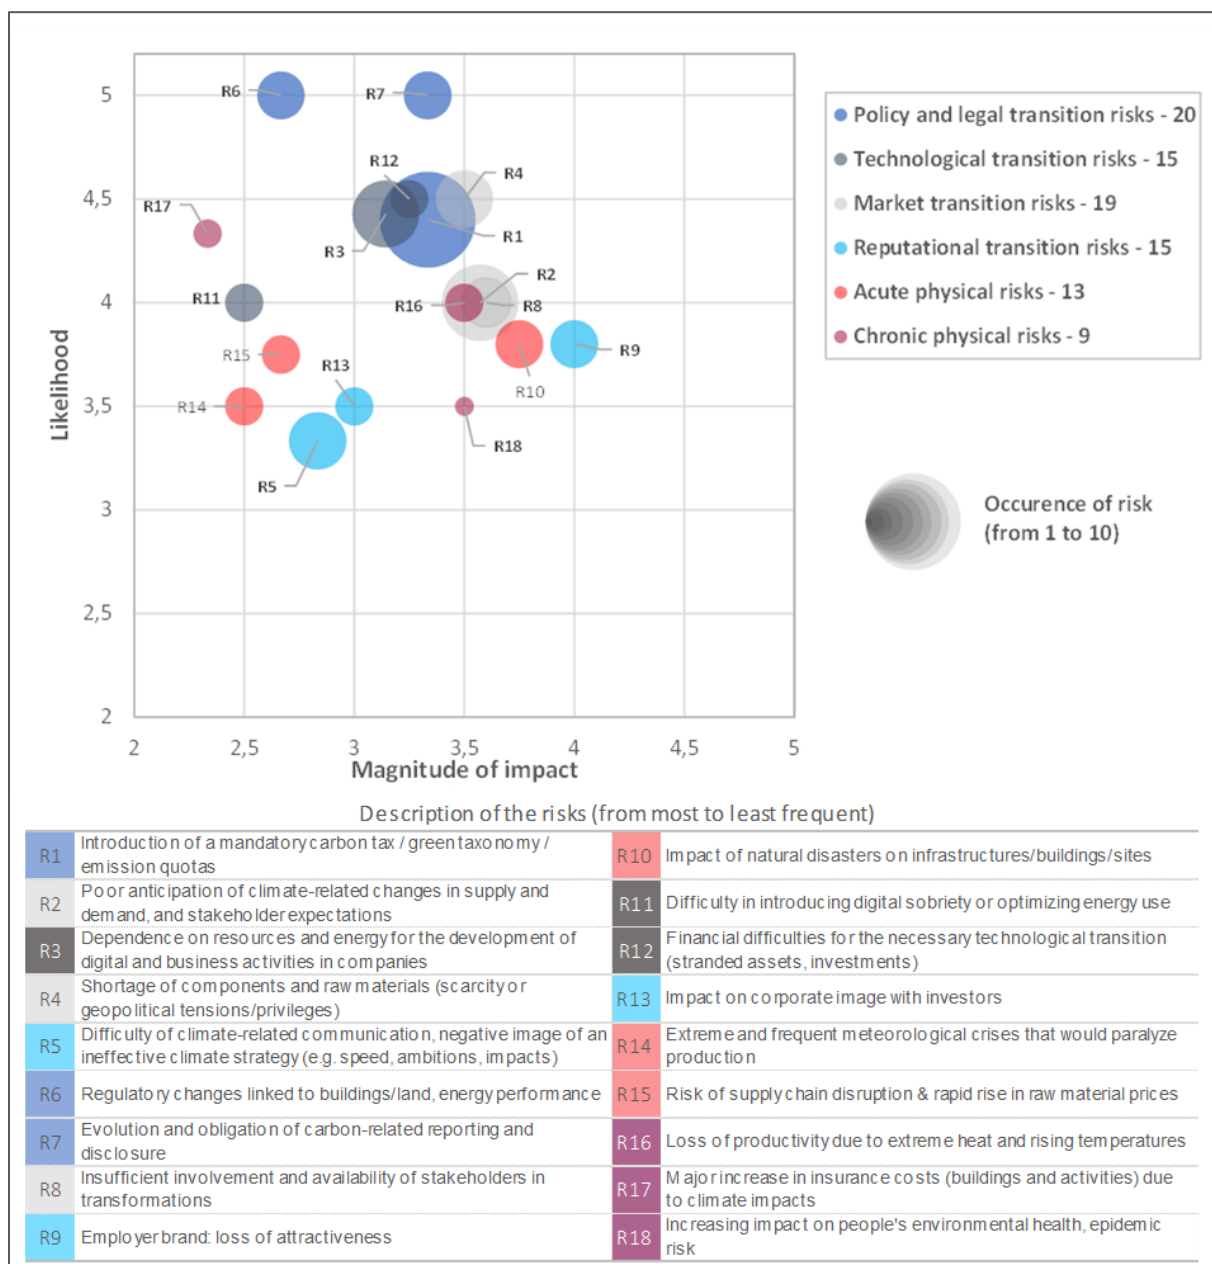 R6
R7
5
R12
R4
4,5
R17
R3
R1
R2
4
R11
R16
R8
R15
R9
R13
R10
3,5
R14
R18
R5
3
2,5
2
Likelihood
2
2,5
3
3,5
4
4,5
5
Magnitude of impact
Policy and legal transition risks - 20
Technological transition risks - 15
Market transition risks - 19
Reputational transition risks - 15
Acute physical risks - 13
Chronic physical risks - 9
Occurence of risk
(from 1 to 10)
Description of the risks (from most to least frequent)
R1
Introduction of a mandatory carbon tax / green taxonomy /
emission quotas
R2
Poor anticipation of climate-related changes in supply and
demand, and stakeholder expectations
R3
Dependence on resources and energy for the development of
digital and business activities in companies
R4
Shortage of components and raw materials (scarcity or
geopolitical tensions/privileges)
R5
Difficulty of climate-related communication, negative image of an
ineffective climate strategy (e.g. speed, ambitions, impacts)
R6
Regulatory changes linked to buildings/land, energy performance
R7
Evolution and obligation of carbon-related reporting and
disclosure
R8
Insufficient involvement and availability of stakeholders in
transformations
R9
Employer brand: loss of attractiveness
R10
Impact of natural disasters on infrastructures/buildings/sites
R11
Difficulty in introducing digital sobriety or optimizing energy use
R12
Financial difficulties for the necessary technological transition
(stranded assets, investments)
R13
Impact on corporate image with investors
R14
Extreme and frequent meteorological crises that would paralyze
production
R15
Risk of supply chain disruption & rapid rise in raw material prices
R16
Loss of productivity due to extreme heat and rising temperatures
R17
Major increase in insurance costs (buildings and activities) due
to climate impacts
R18
Increasing impact on people's environmental health, epidemic
risk